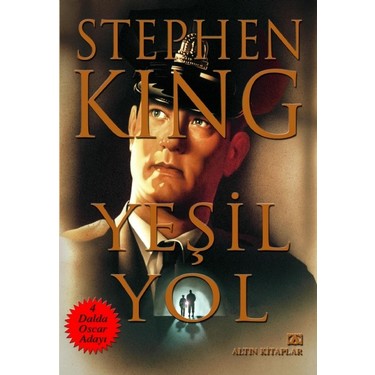 STEPHEN
KING
YEŞİL
YOL
4
Dalda
Oscar
Adayı
ALTIN KİTAPLAR